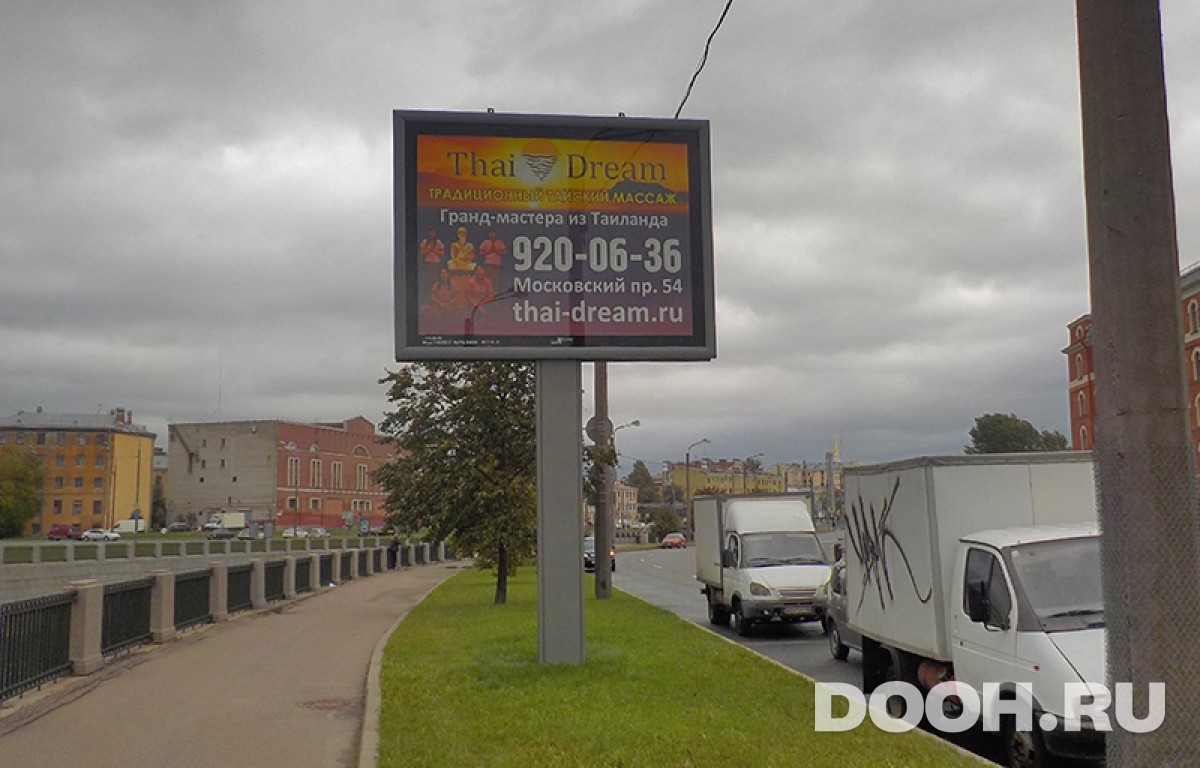 Thai Dream
ТРАДИЦИОННЫЙ ТАЙСКИЙ МАССАЖ
Гранд-мастера из Таиланда
920-06-36
Московский пр. 54
thai-dream.ru
DOOH.RU